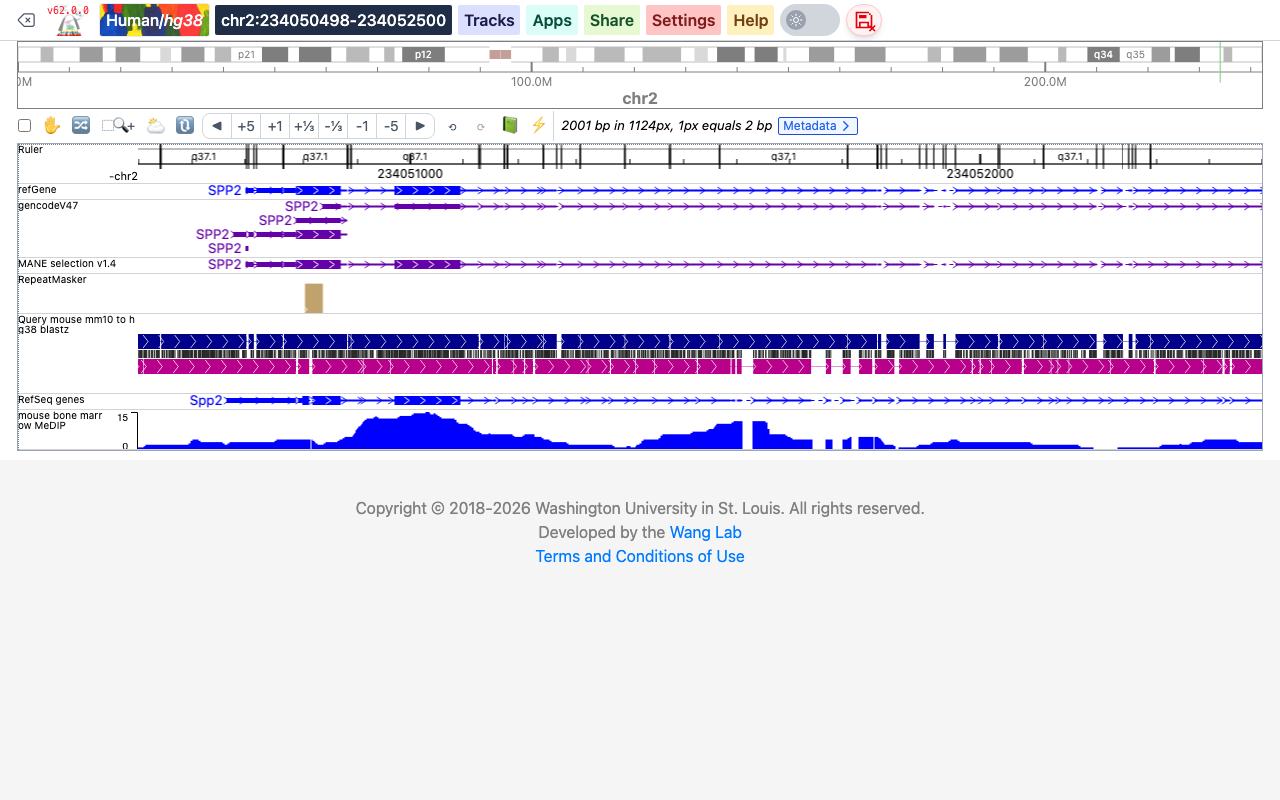 v62.0.0
Human/hg38
chr2:234050498-234052500
Tracks
Apps
Share
Settings
Help
p21
p12
q34
q35
0M
100.0M
200.0M
chr2
+5
+1
+⅓
-⅓
-1
-5
2001 bp in 1124px, 1px equals 2 bp
Metadata
Ruler
q37.1
q37.1
q37.1
q37.1
q37.1
-chr2
234051000
234052000
refGene
SPP2
gencodeV47
SPP2
SPP2
SPP2
SPP2
MANE selection v1.4
SPP2
RepeatMasker
Query mouse mm10 to h
g38 blastz
RefSeq genes
Spp2
mouse bone marr
ow MeDIP
15
0
Copyright © 2018-2026 Washington University in St. Louis. All rights reserved.
Developed by the Wang Lab
Terms and Conditions of Use